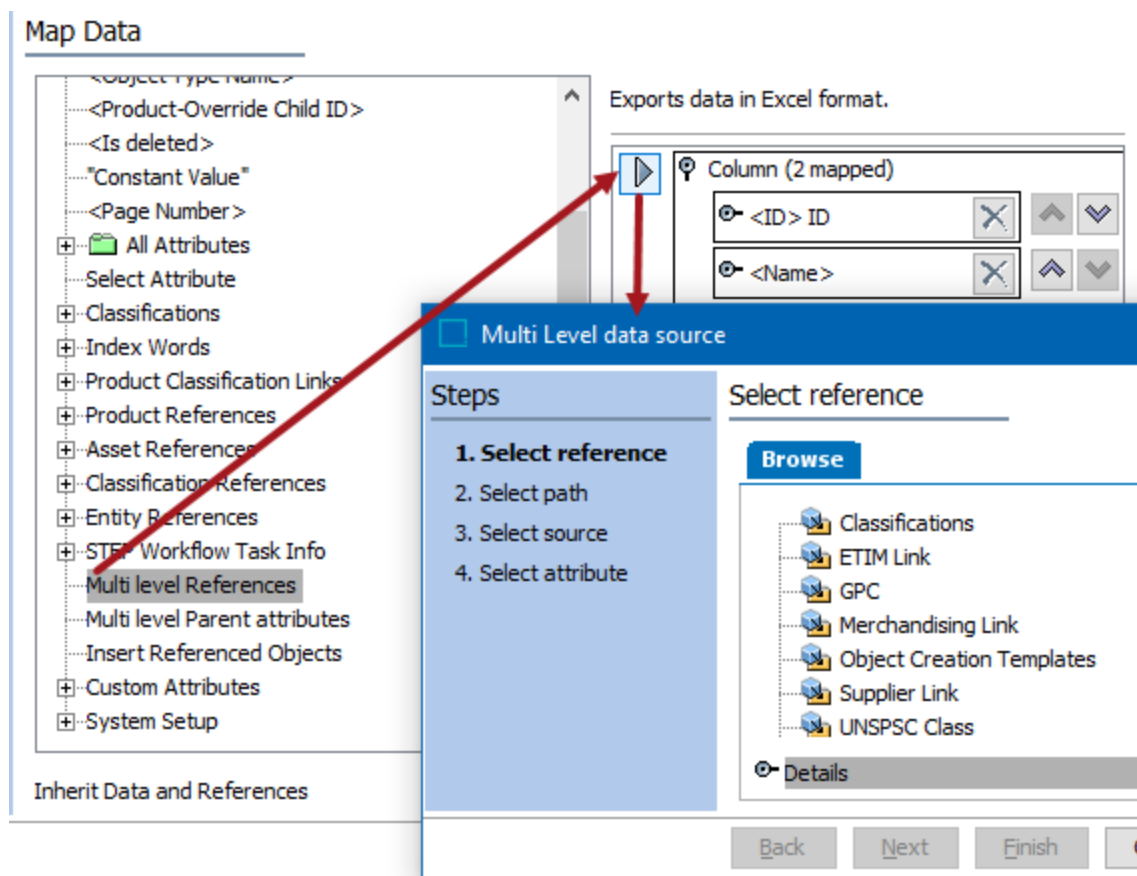 Map Data
<Object Type Name>
<Product-Override Child ID>
<Is deleted>
"Constant Value"
<Page Number>
All Attributes
Select Attribute
Classifications
Index Words
Product Classification Links
Product References
Asset References
Classification References
Entity References
STEP Workflow Task Info
Multi level References
Multi level Parent attributes
Insert Referenced Objects
Custom Attributes
System Setup
Inherit Data and References
Exports data in Excel format.
Column (2 mapped)
<ID> ID
<Name>
Multi Level data source
Steps
1. Select reference
2. Select path
3. Select source
4. Select attribute
Select reference
Browse
Classifications
ETIM Link
GPC
Merchandising Link
Object Creation Templates
Supplier Link
UNSPSC Class
Details
Back Next Finish